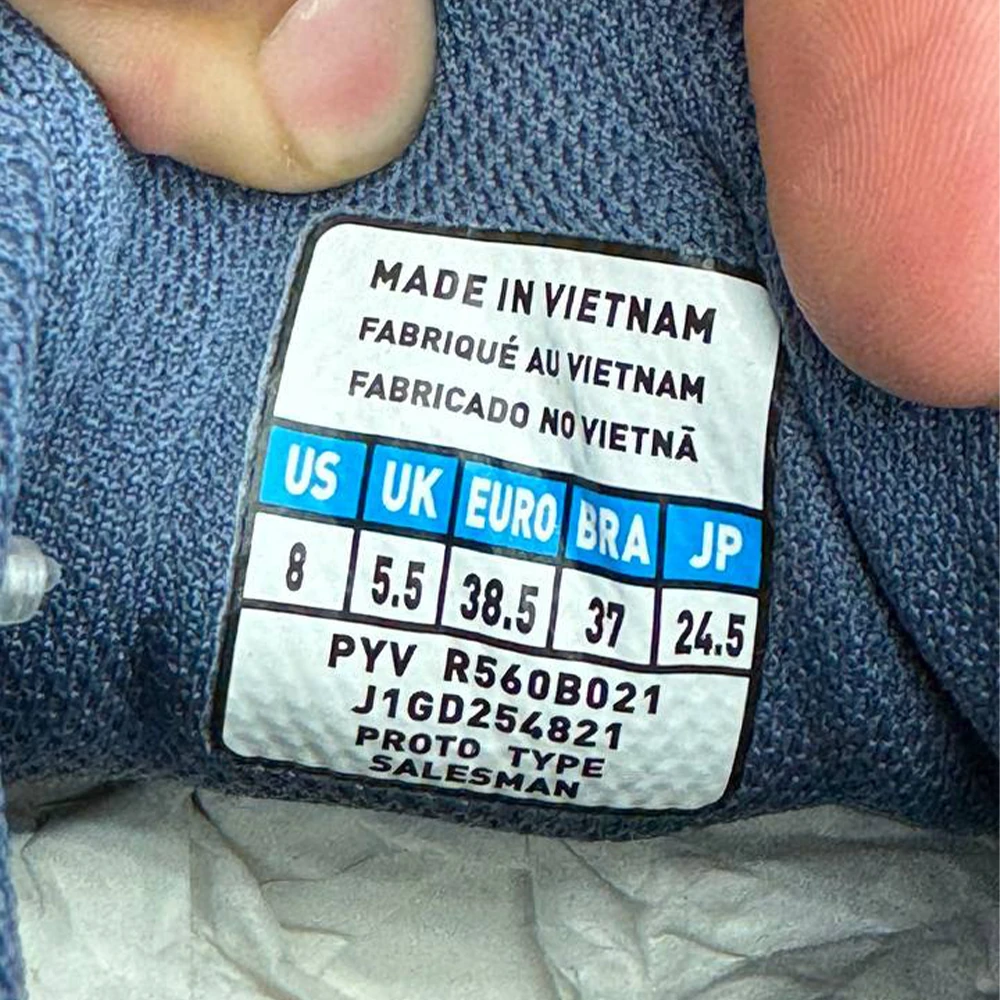 MADE IN VIETNAM
FABRIQUÉ AU VIETNAM
FABRICADO NO VIETNÃ
US UK EURO BRA JP
8 5.5 38.5 37 24.5
PYV R560B021
J1GD254821
PROTO TYPE
SALESMAN